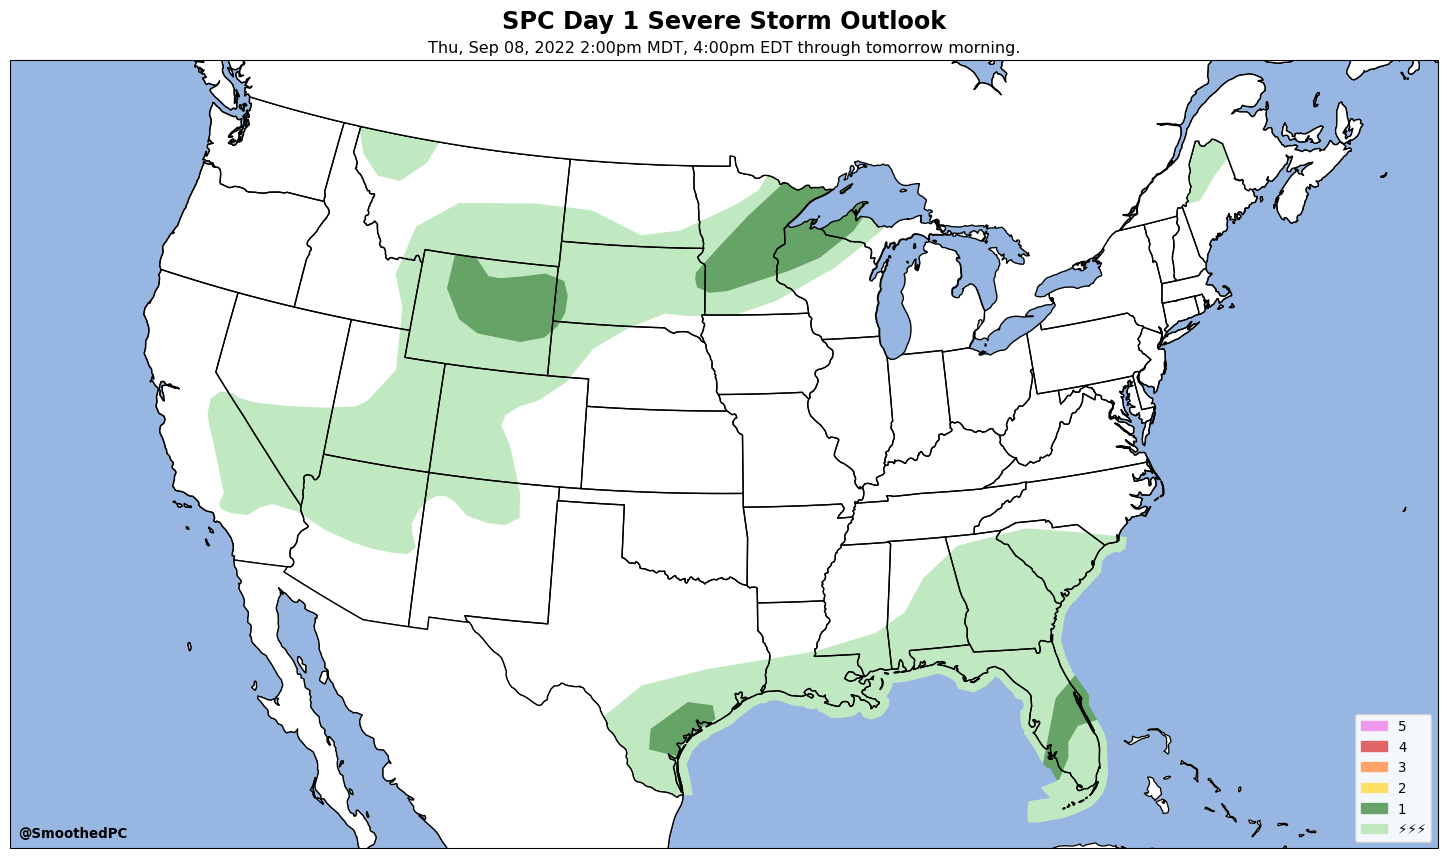 SPC Day 1 Severe Storm Outlook
Thu, Sep 08, 2022 2:00pm MDT, 4:00pm EDT through tomorrow morning.
5
4
3
2
1
⚡⚡⚡
@SmoothedPC